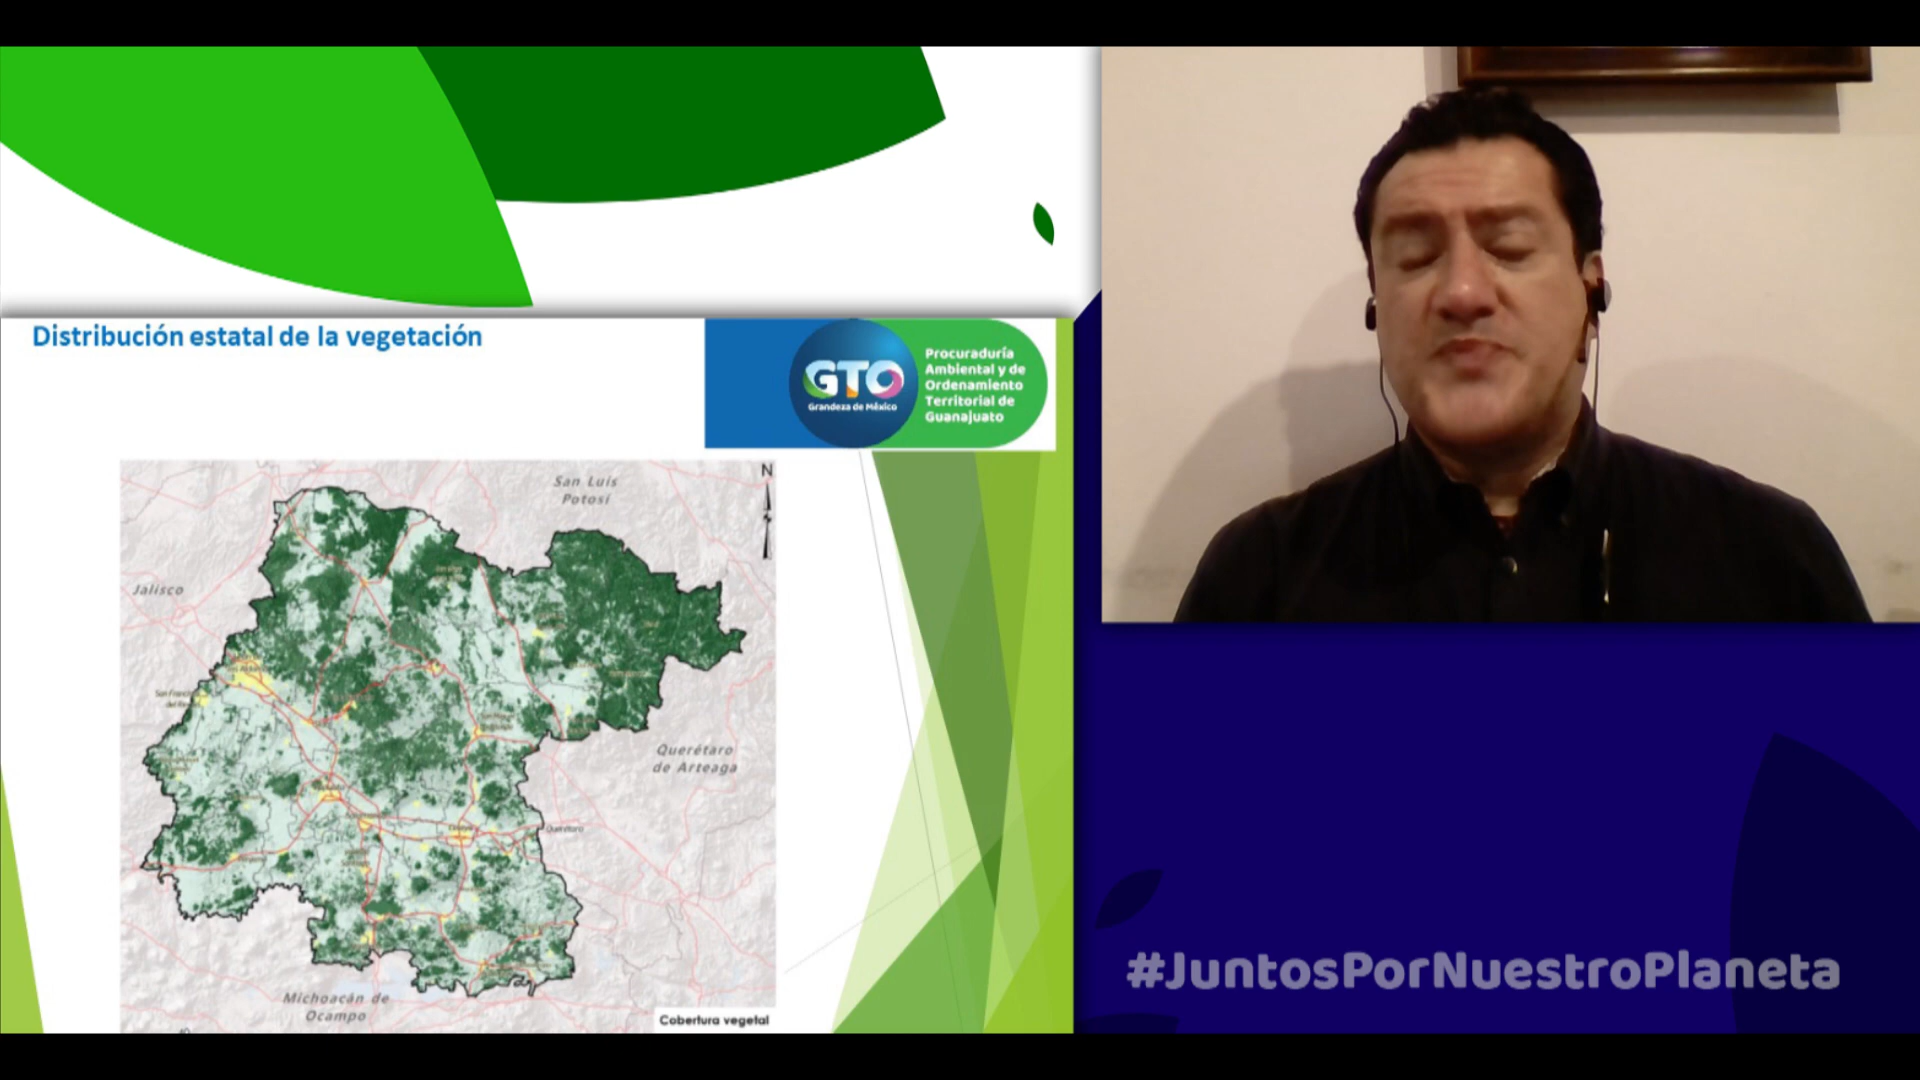 Distribución estatal de la vegetación
GTO
Grandeza de México
Procuraduría
Ambiental y de
Ordenamiento
Territorial de
Guanajuato
N
San Luis
Potosí
Jalisco
Querétaro
de Arteaga
Querétaro
Michoacán de
Ocampo
Cobertura vegetal
#JuntosPorNuestroPlaneta